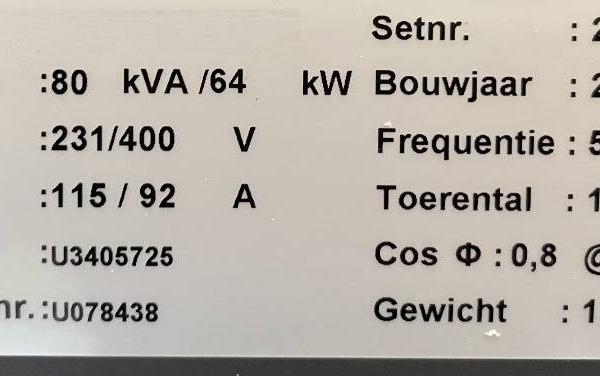 Setnr. : 2
:80 kVA /64 kW Bouwjaar : 2
:231/400 V Frequentie : 5
:115 / 92 A Toerental : 1
:U3405725 Cos Φ : 0,8 @
nr. :U078438 Gewicht : 1